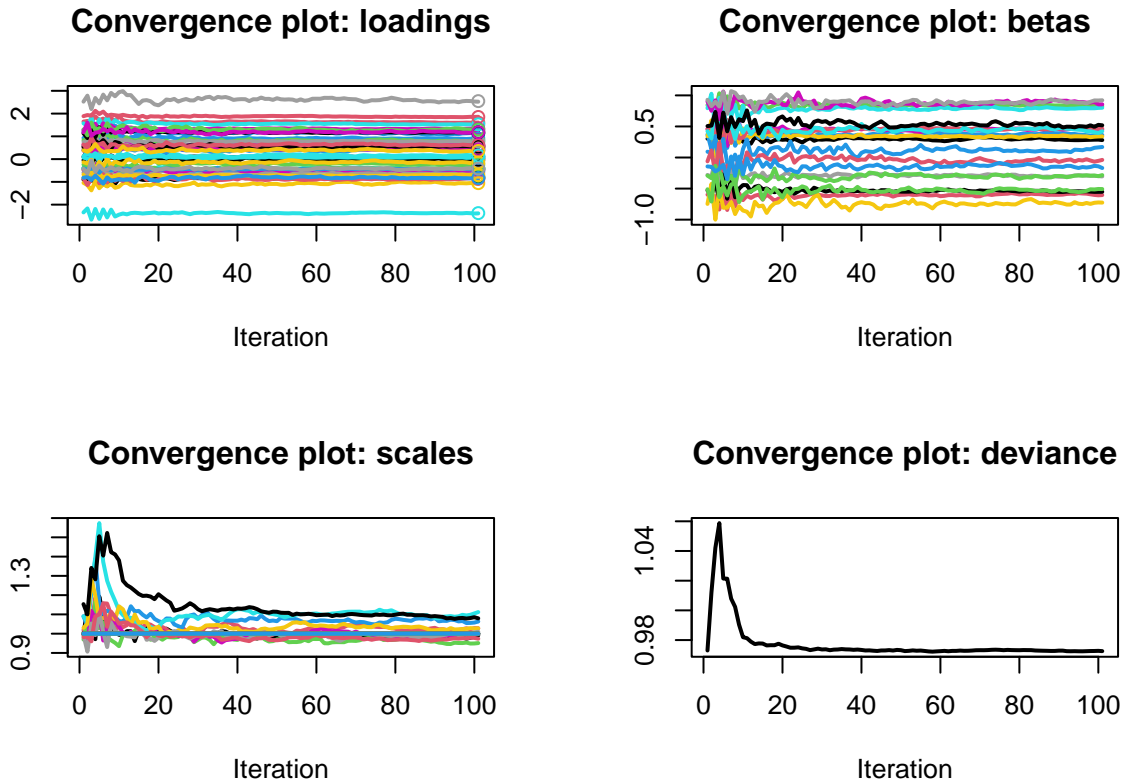 Convergence plot: loadings
2
0
−2
0 20 40 60 80 100
Iteration
Convergence plot: betas
0.5
−1.0
0 20 40 60 80 100
Iteration
Convergence plot: scales
1.3
0.9
0 20 40 60 80 100
Iteration
Convergence plot: deviance
1.04
0.98
0 20 40 60 80 100
Iteration